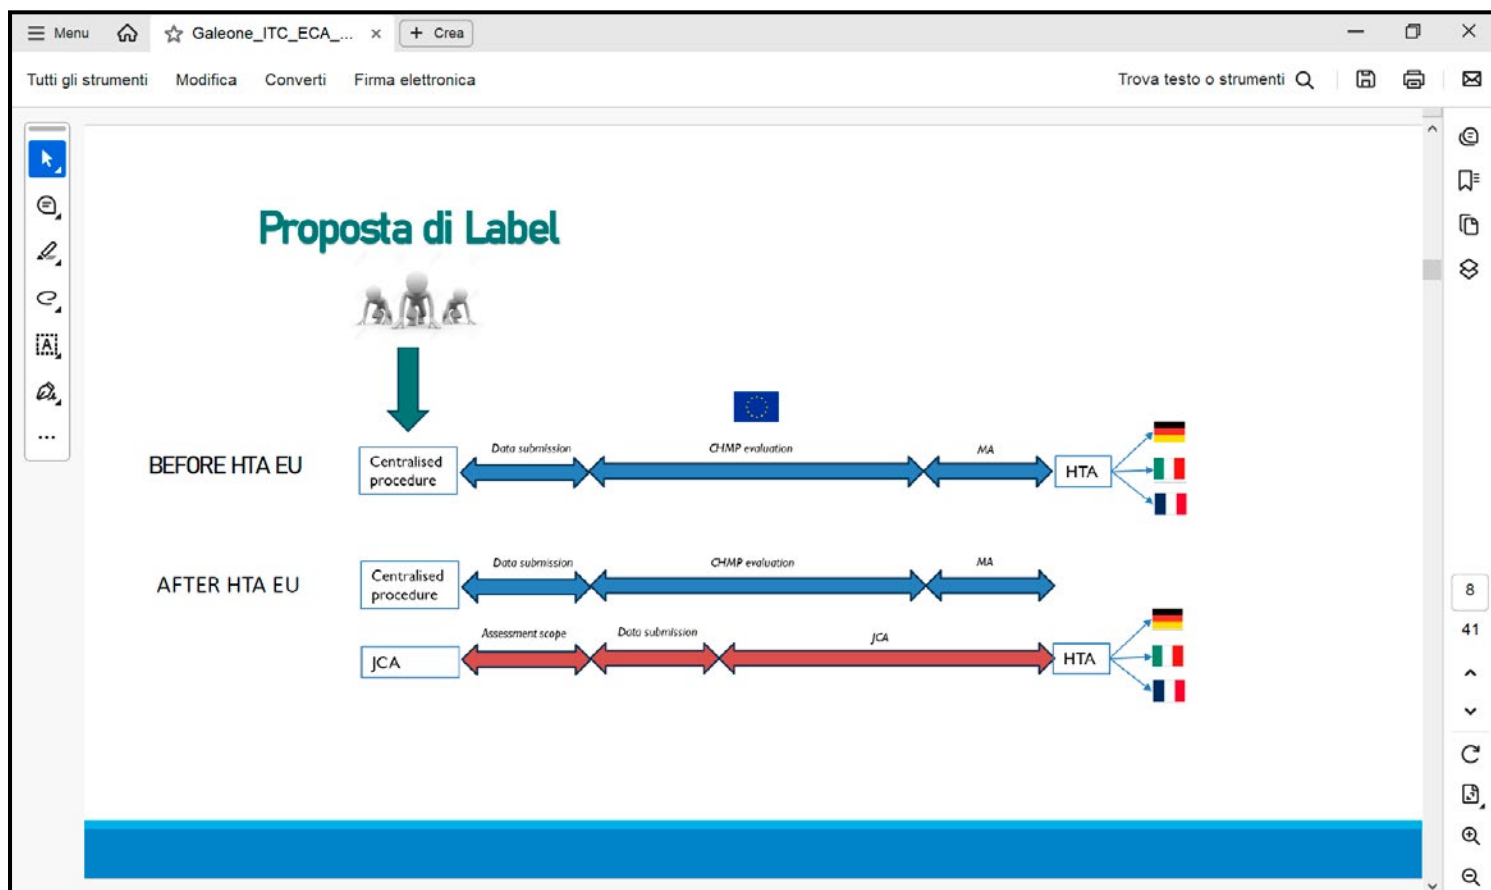 Menu
Galeone_ITC_ECA_...
Crea
Tutti gli strumenti
Modifica
Converti
Firma elettronica
Trova testo o strumenti
Proposta di Label
BEFORE HTA EU
Centralised
procedure
Data submission
CHMP evaluation
MA
HTA
AFTER HTA EU
Centralised
procedure
Data submission
CHMP evaluation
MA
JCA
Assessment scope
Data submission
JCA
HTA
8
41